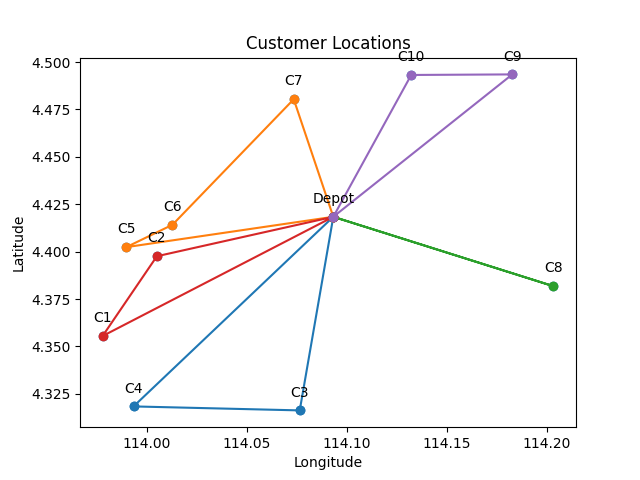 Customer Locations
4.500
4.475
4.450
4.425
4.400
4.375
4.350
4.325
Latitude
C10
C9
C7
Depot
C6
C5
C2
C8
C1
C4
C3
114.00
114.05
114.10
114.15
114.20
Longitude